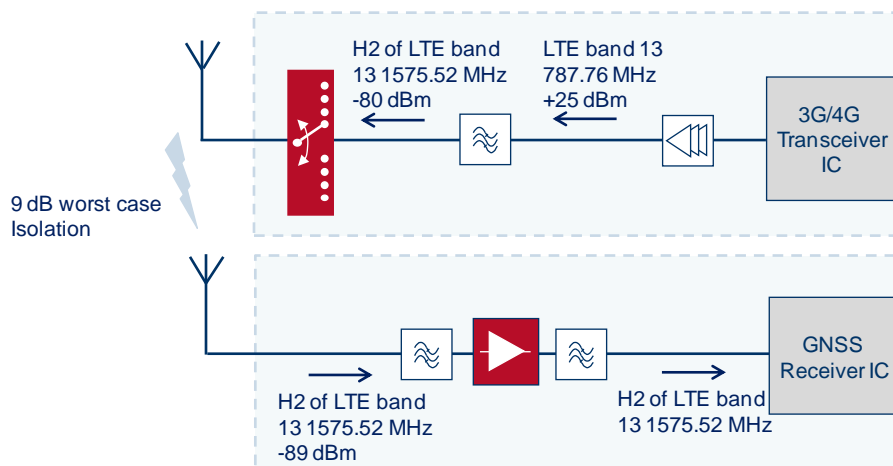 H2 of LTE band
13 1575.52 MHz
-80 dBm
LTE band 13
787.76 MHz
+25 dBm
3G/4G
Transceiver
IC
9 dB worst case
Isolation
GNSS
Receiver IC
H2 of LTE band
13 1575.52 MHz
-89 dBm
H2 of LTE band
13 1575.52 MHz